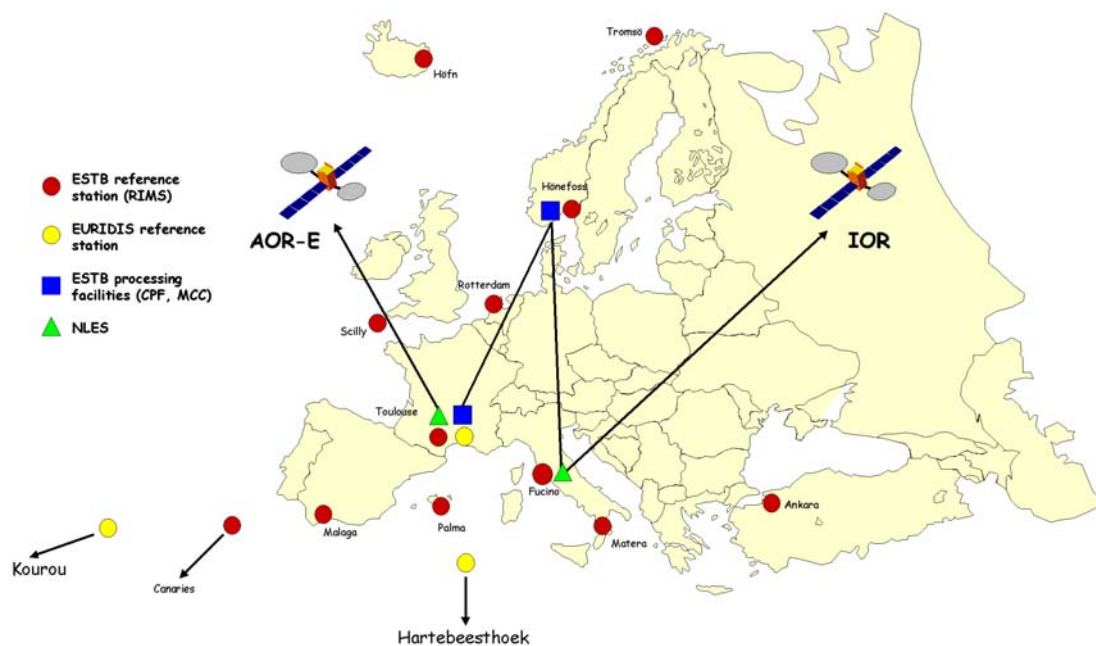 Tromsö
Höfn
ESTB reference
station (RIMS)
EURIDIS reference
station
ESTB processing
facilities (CPF, MCC)
NLES
AOR-E
Hönefoss
IOR
Rotterdam
Scilly
Toulouse
Fucino
Malaga
Palma
Matera
Ankara
Kourou
Canaries
Hartebeesthoek